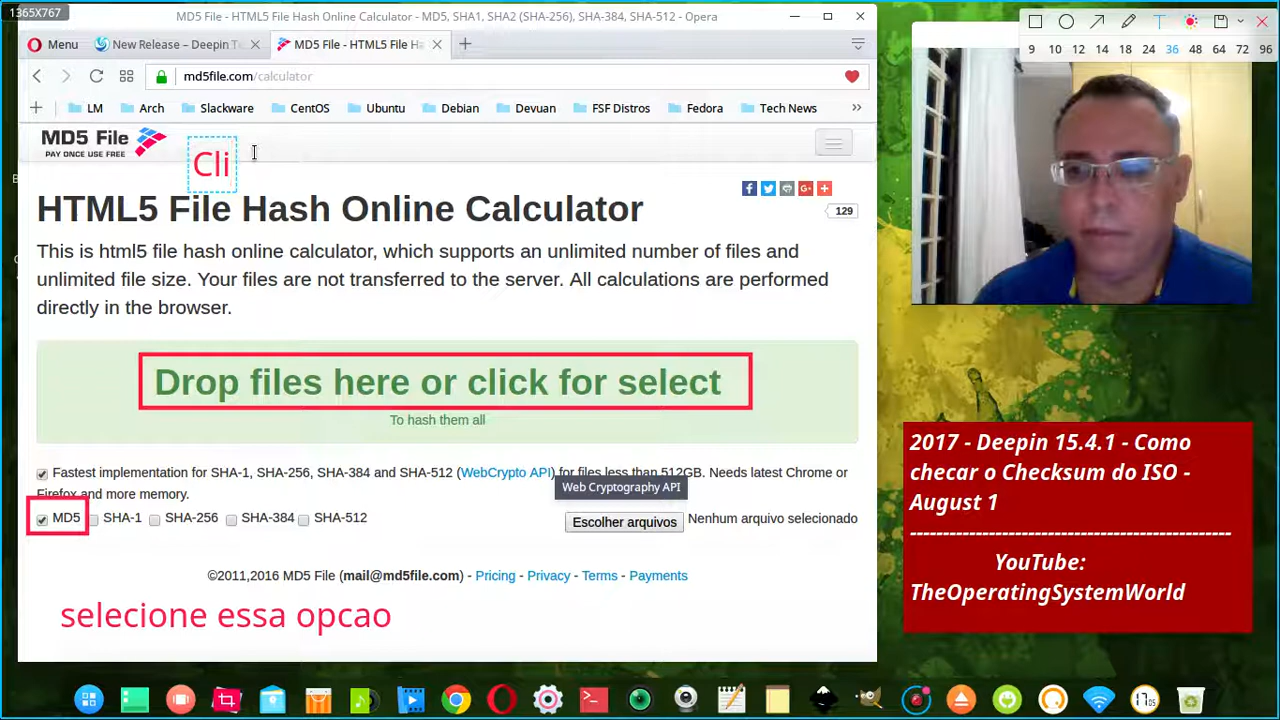 1365X767
MD5 File - HTML5 File Hash Online Calculator - MD5, SHA1, SHA2 (SHA-256), SHA-384, SHA-512 - Opera
9 10 12 14 18 24 36 48 64 72 96
Menu
New Release – Deepin Te
MD5 File - HTML5 File Ha
md5file.com/calculator
LM Arch Slackware CentOS Ubuntu Debian Devuan FSF DIstros Fedora Tech News
MD5 File
PAY ONCE USE FREE
Cli
HTML5 File Hash Online Calculator
129
This is html5 file hash online calculator, which supports an unlimited number of files and
unlimited file size. Your files are not transferred to the server. All calculations are performed
directly in the browser.
Drop files here or click for select
To hash them all
Fastest implementation for SHA-1, SHA-256, SHA-384 and SHA-512 (WebCrypto API) for files less than 512GB. Needs latest Chrome or
Firefox and more memory.
Web Cryptography API
MD5 SHA-1 SHA-256 SHA-384 SHA-512
Escolher arquivos Nenhum arquivo selecionado
©2011,2016 MD5 File (mail@md5file.com) - Pricing - Privacy - Terms - Payments
selecione essa opcao
2017 - Deepin 15.4.1 - Como
checar o Checksum do ISO -
August 1
--------------------------------------------------
YouTube:
TheOperatingSystemWorld